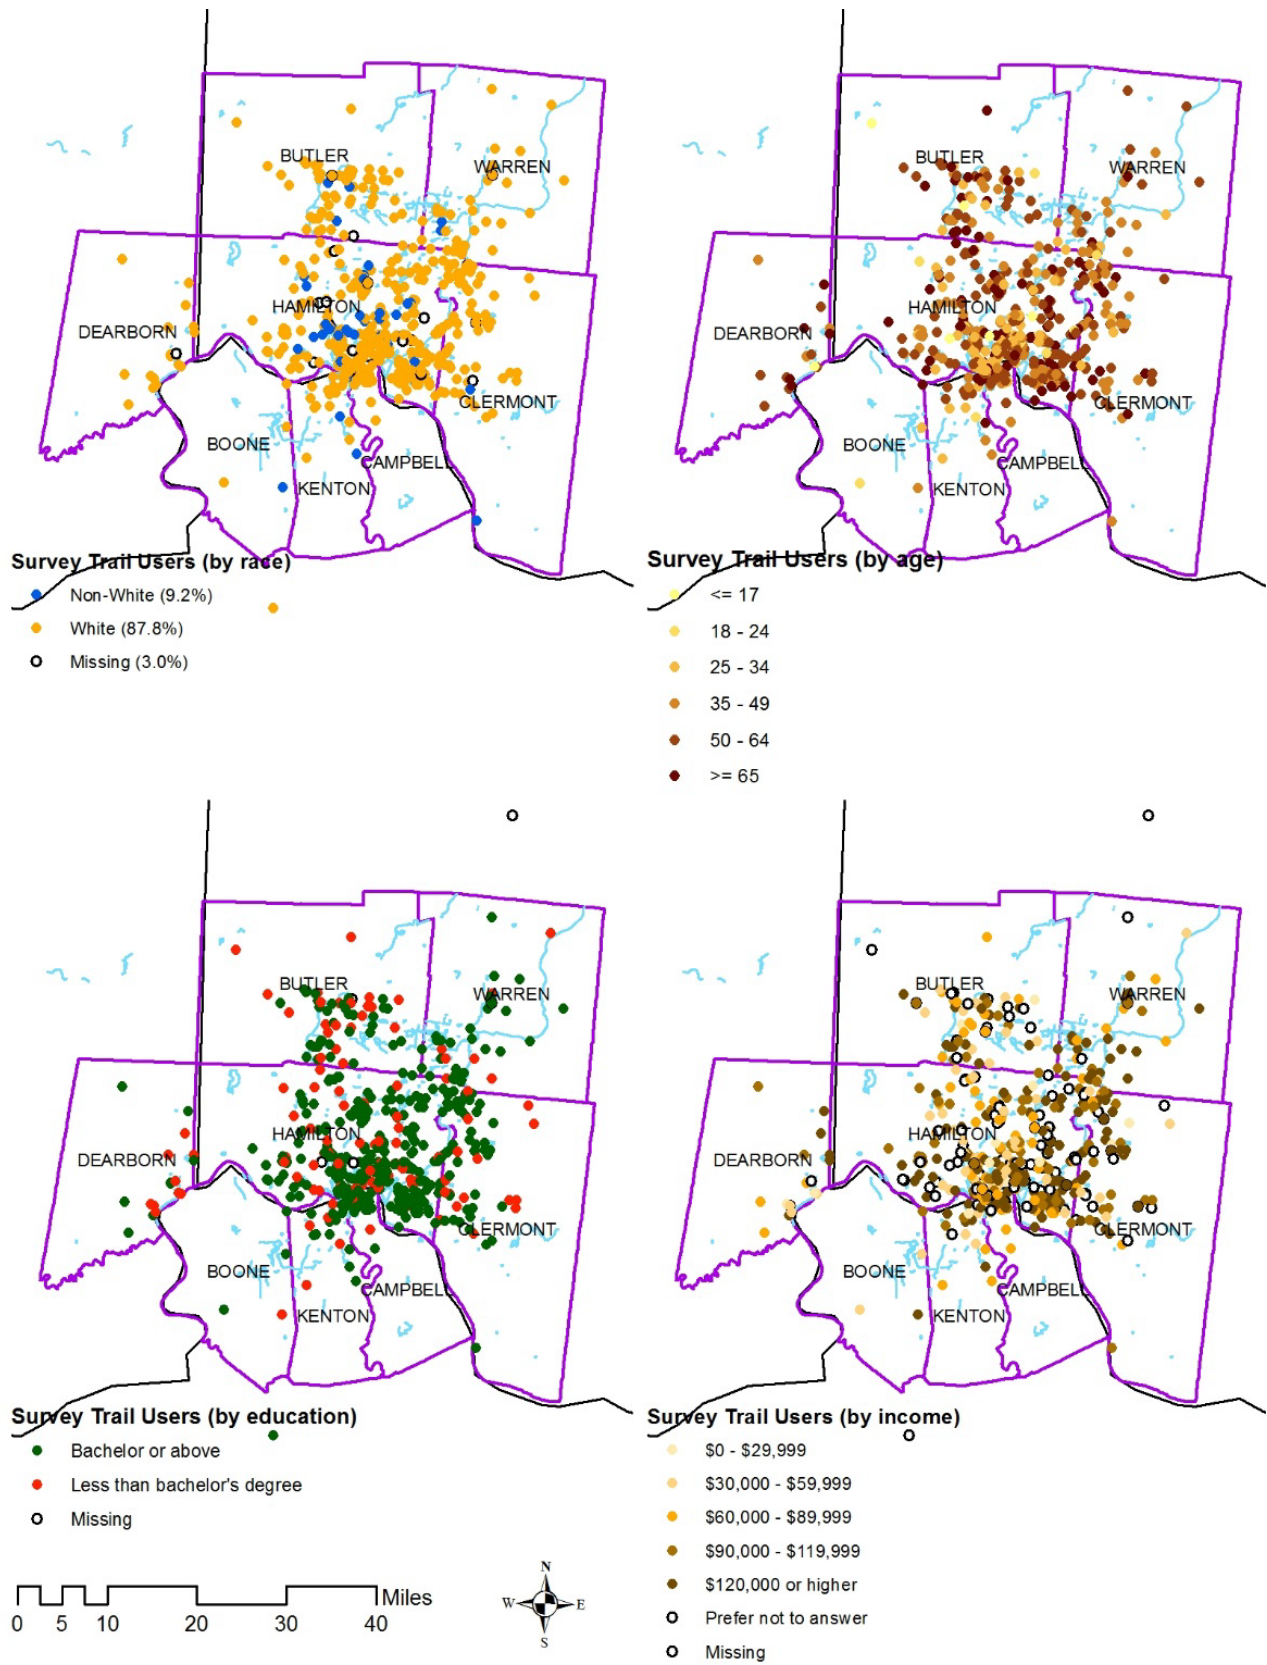 BUTLER
WARREN
HAMILTON
DEARBORN
CLERMONT
BOONE
CAMPBELL
KENTON
Survey Trail Users (by race)
Non-White (9.2%)
White (87.8%)
Missing (3.0%)
BUTLER
WARREN
HAMILTON
DEARBORN
CLERMONT
BOONE
CAMPBELL
KENTON
Survey Trail Users (by age)
<= 17
18 - 24
25 - 34
35 - 49
50 - 64
>= 65
BUTLER
WARREN
HAMILTON
DEARBORN
CLERMONT
BOONE
CAMPBELL
KENTON
Survey Trail Users (by education)
Bachelor or above
Less than bachelor's degree
Missing
Miles
0 5 10 20 30 40
N
W E
S
BUTLER
WARREN
HAMILTON
DEARBORN
CLERMONT
BOONE
CAMPBELL
KENTON
Survey Trail Users (by income)
$0 - $29,999
$30,000 - $59,999
$60,000 - $89,999
$90,000 - $119,999
$120,000 or higher
Prefer not to answer
Missing